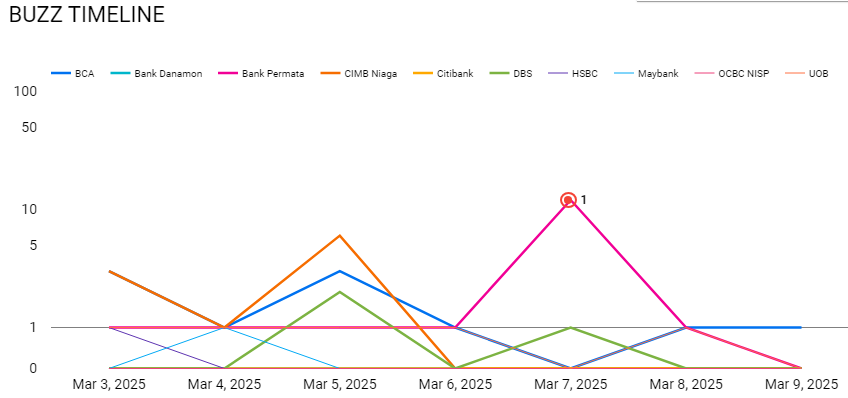 BUZZ TIMELINE
BCA Bank Danamon Bank Permata CIMB Niaga Citibank DBS HSBC Maybank OCBC NISP UOB
100
50
10
1
5
1
0
Mar 3, 2025 Mar 4, 2025 Mar 5, 2025 Mar 6, 2025 Mar 7, 2025 Mar 8, 2025 Mar 9, 2025